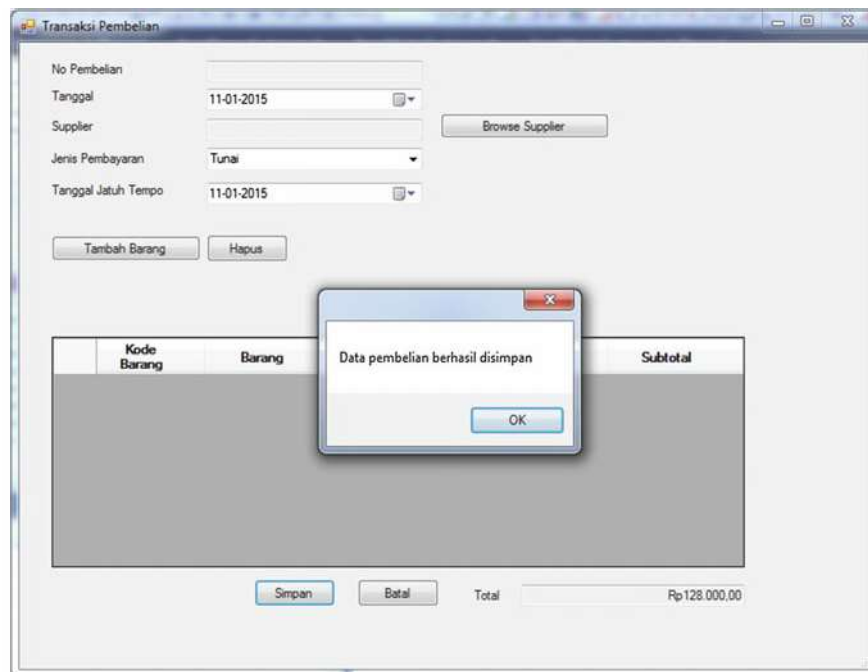 Transaksi Pembelian
No Pembelian
Tanggal 11-01-2015
Supplier Browse Supplier
Jenis Pembayaran Tunai
Tanggal Jatuh Tempo 11-01-2015
Tambah Barang Hapus
Data pembelian berhasil disimpan
OK
Kode Barang Barang Subtotal
Simpan Batal Total Rp128.000,00